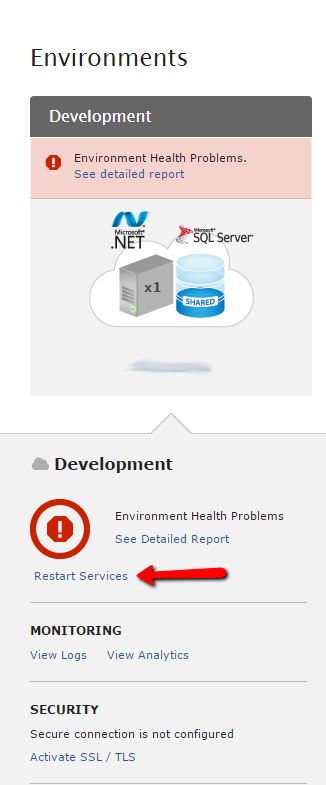 Environments
Development
Environment Health Problems.
See detailed report
Microsoft®
.NET
Microsoft®
SQL Server
x1
SHARED
Development
Environment Health Problems
See Detailed Report
Restart Services
MONITORING
View Logs View Analytics
SECURITY
Secure connection is not configured
Activate SSL / TLS